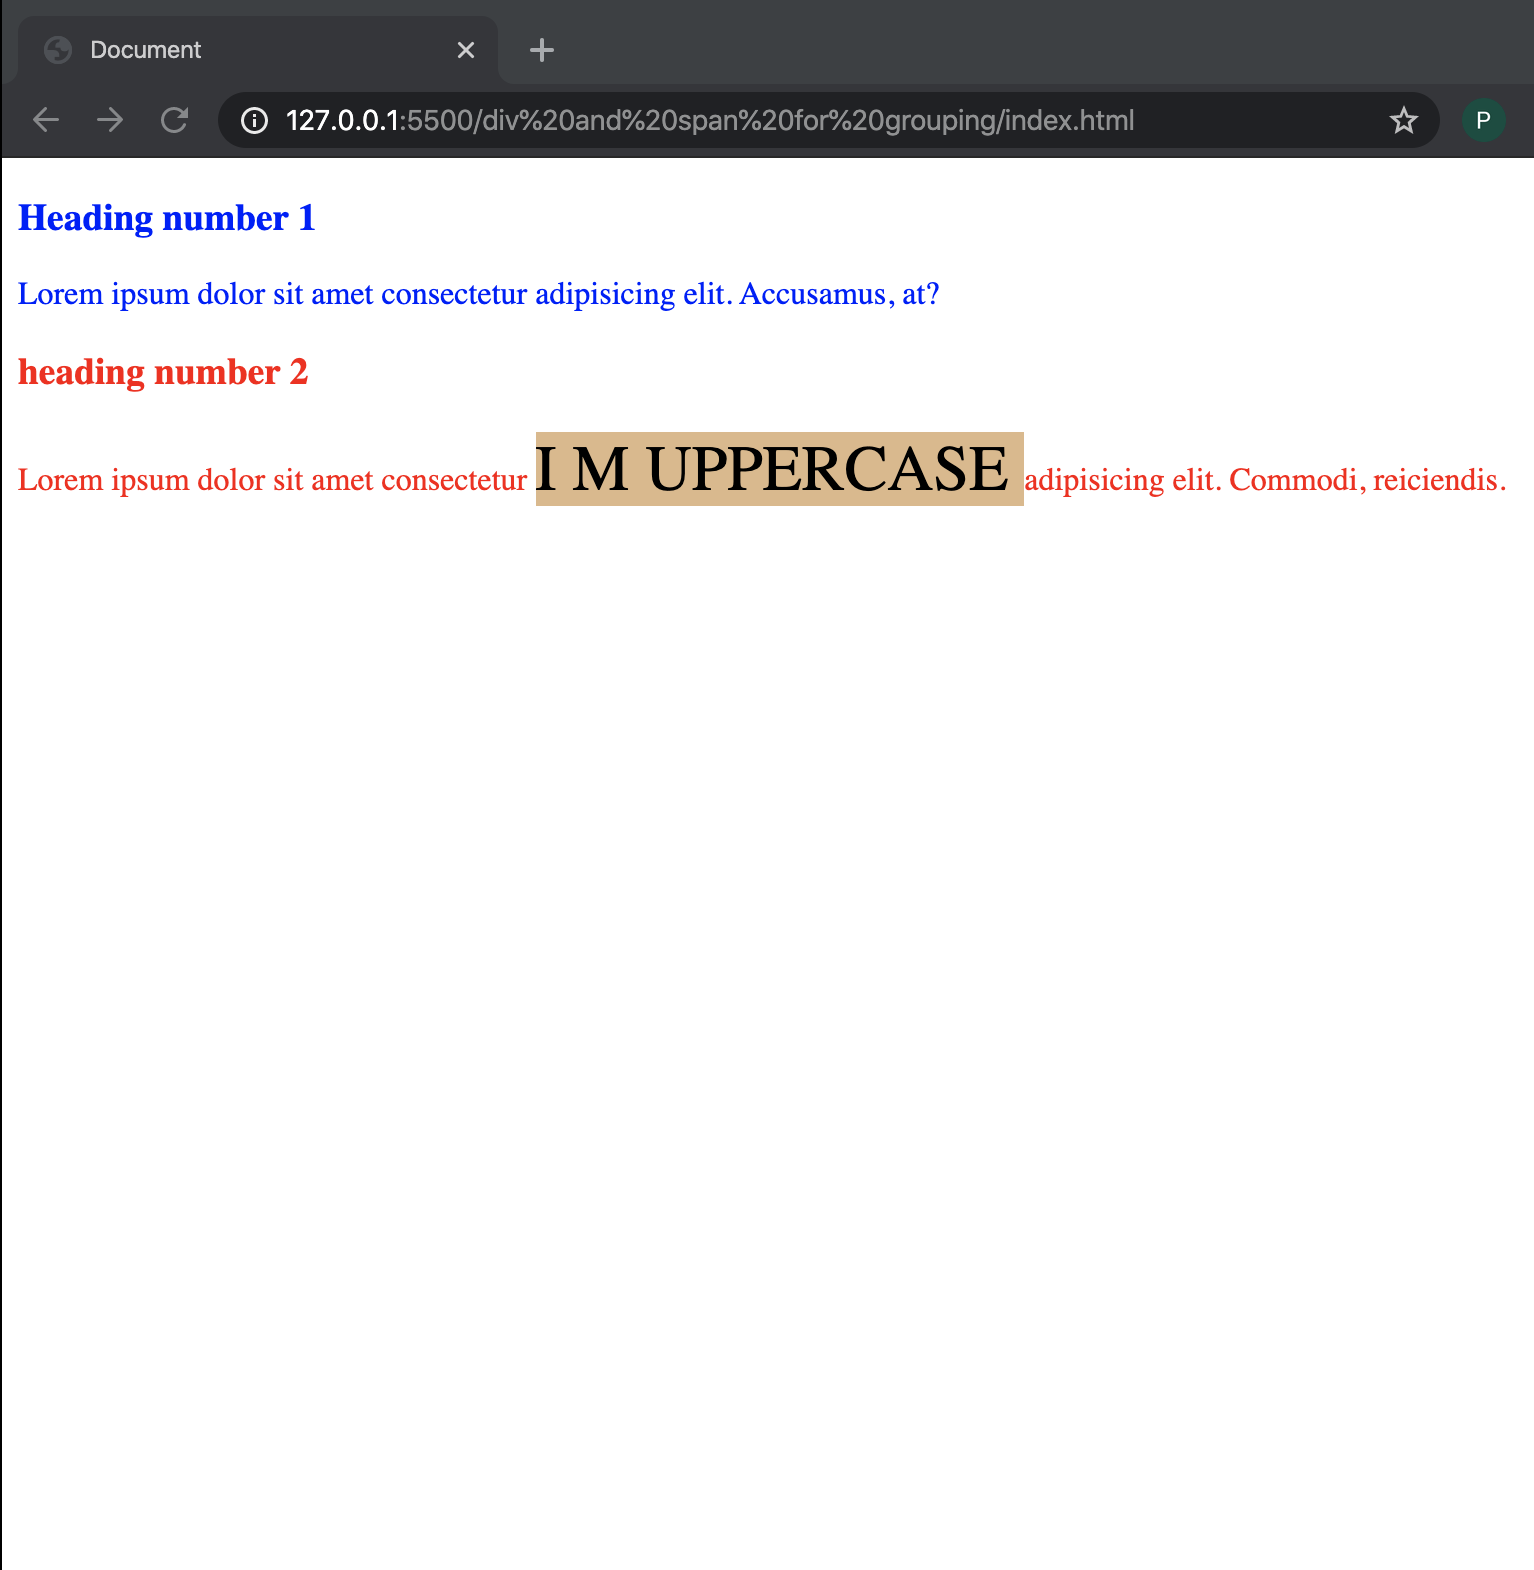 Document
127.0.0.1:5500/div%20and%20span%20for%20grouping/index.html
P
Heading number 1
Lorem ipsum dolor sit amet consectetur adipisicing elit. Accusamus, at?
heading number 2
Lorem ipsum dolor sit amet consectetur I M UPPERCASE adipisicing elit. Commodi, reiciendis.